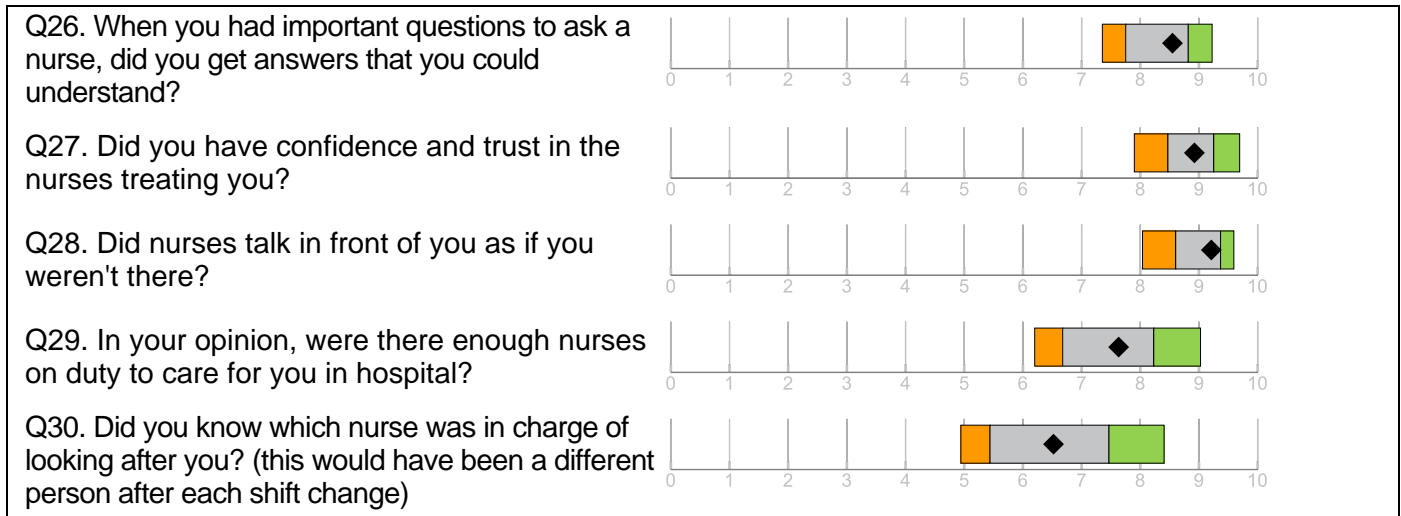 Q26. When you had important questions to ask a
nurse, did you get answers that you could
understand?
0 1 2 3 4 5 6 7 8 9 10
Q27. Did you have confidence and trust in the
nurses treating you?
0 1 2 3 4 5 6 7 8 9 10
Q28. Did nurses talk in front of you as if you
weren't there?
0 1 2 3 4 5 6 7 8 9 10
Q29. In your opinion, were there enough nurses
on duty to care for you in hospital?
0 1 2 3 4 5 6 7 8 9 10
Q30. Did you know which nurse was in charge of
looking after you? (this would have been a different
person after each shift change)
0 1 2 3 4 5 6 7 8 9 10